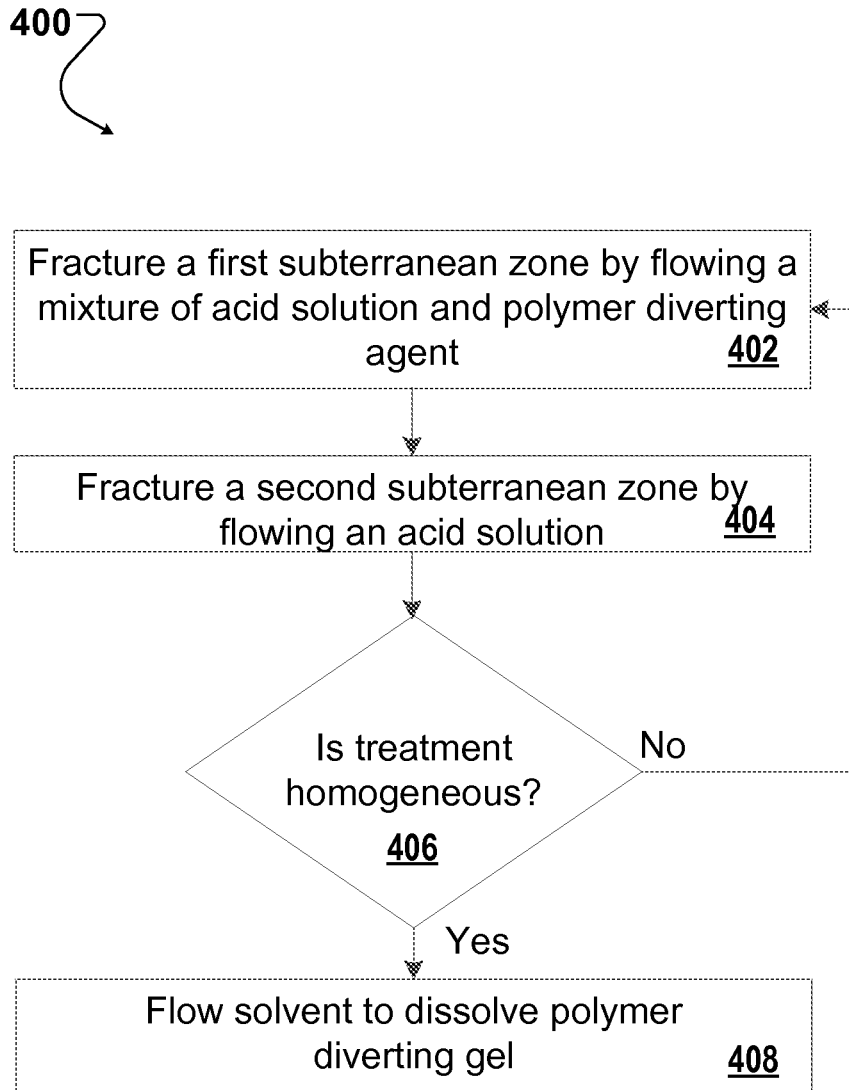 400
Fracture a first subterranean zone by flowing a
mixture of acid solution and polymer diverting
agent 402
Fracture a second subterranean zone by
flowing an acid solution 404
Is treatment No
homogeneous?
406
Yes
Flow solvent to dissolve polymer
diverting gel 408